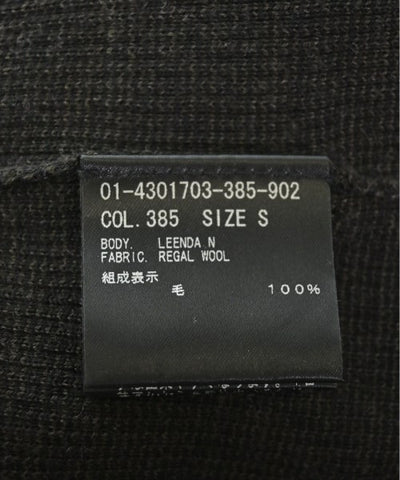 01-4301703-385-902
COL.385 SIZE S
BODY. LEENDA N
FABRIC. REGAL WOOL
組成表示
毛 100%